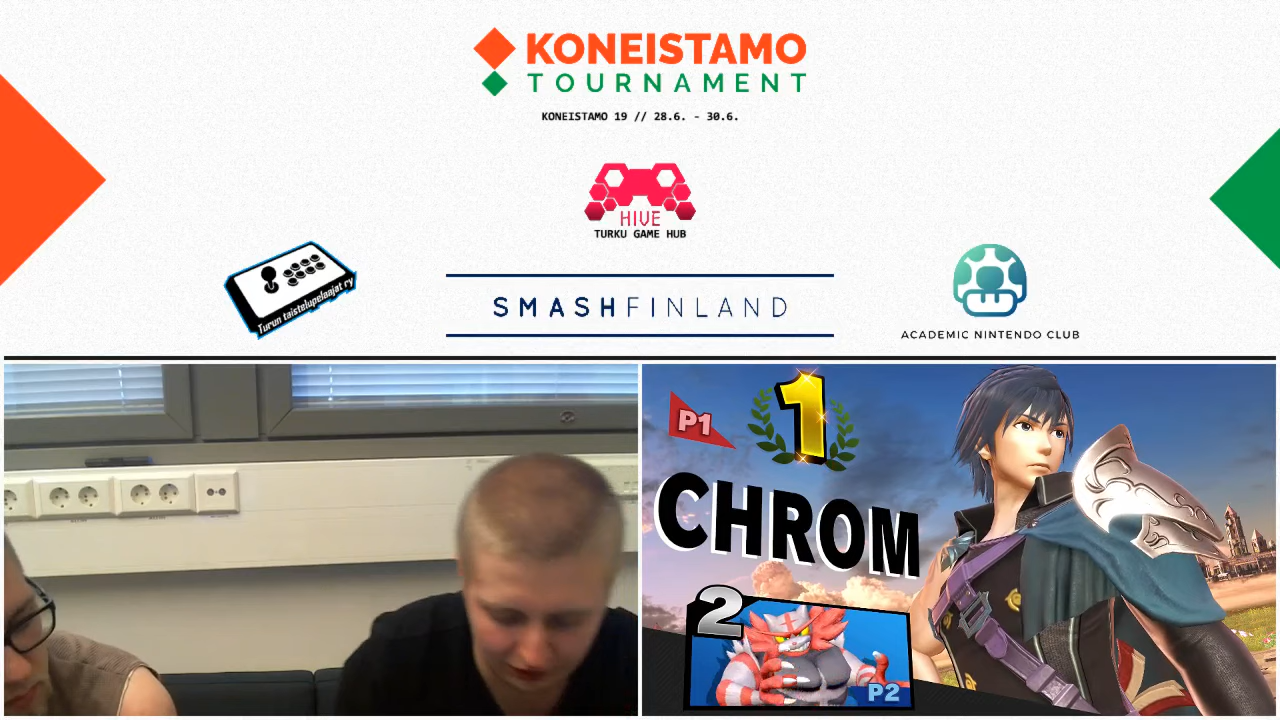 KONEISTAMO
TOURNAMENT
KONEISTAMO 19 // 28.6. - 30.6.
HIVE
TURKU GAME HUB
Turun taistelupelaajat ry
SMASHFINLAND
ACADEMIC NINTENDO CLUB
P1
1
CHROM
2
P2